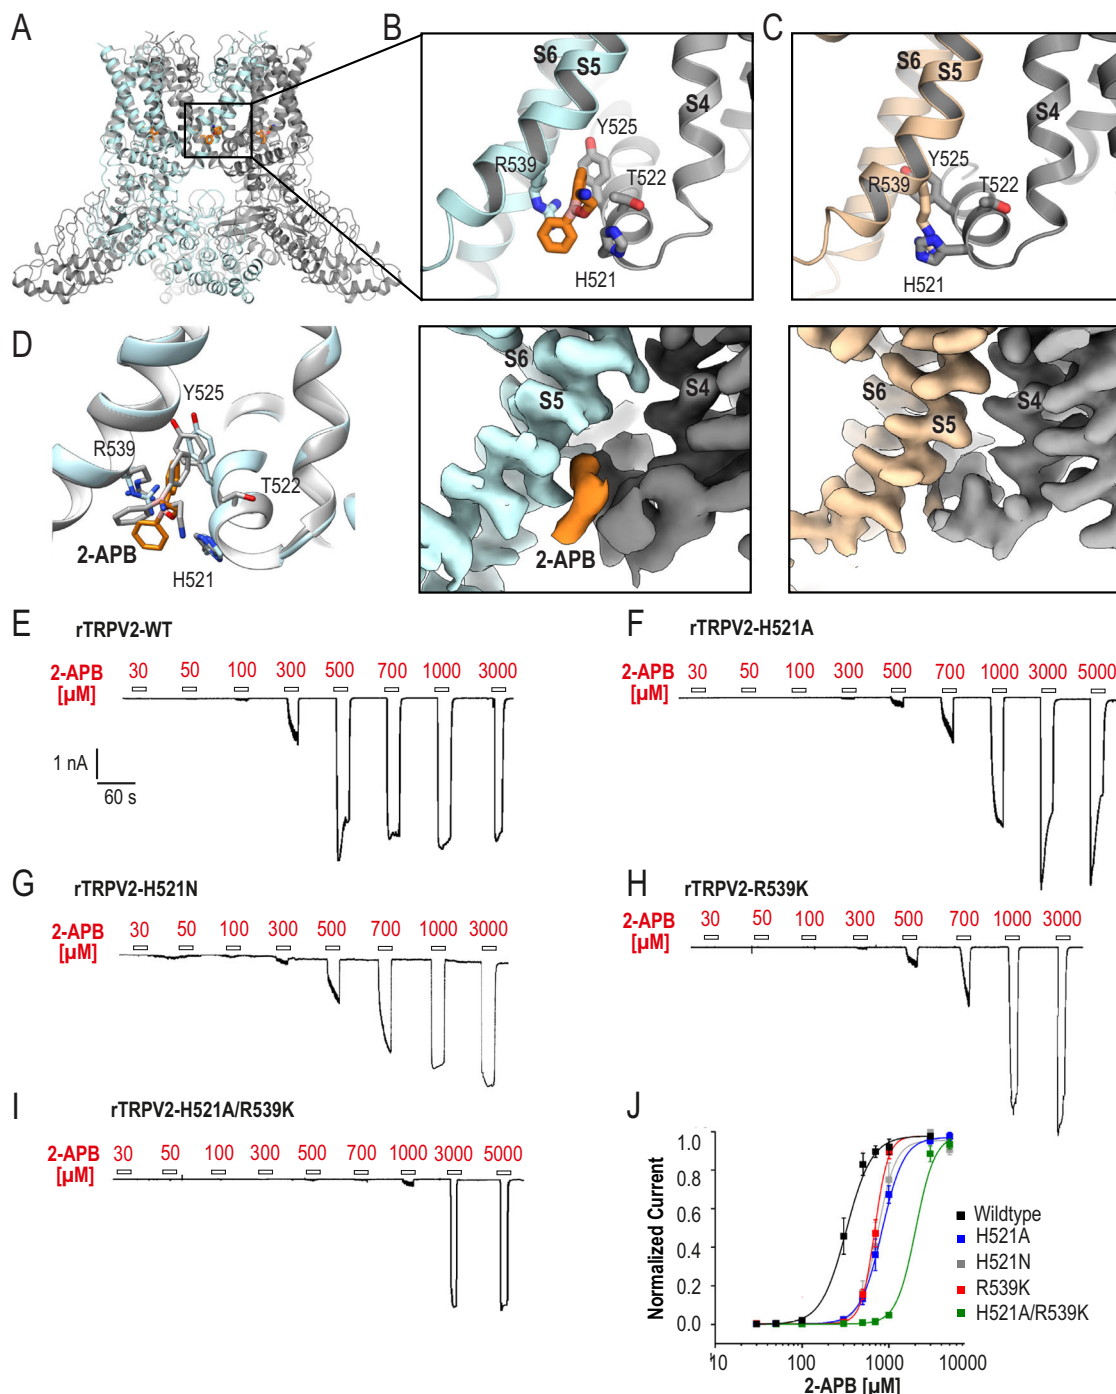 A
B
S6
S5
S4
Y525
R539
T522
H521
C
S6
S5
S4
Y525
R539
T522
H521
D
Y525
R539
T522
2-APB
H521
S6
S5
S4
2-APB
S6
S5
S4
E
rTRPV2-WT
2-APB [µM] 30 50 100 300 500 700 1000 3000
1 nA
60 s
F
rTRPV2-H521A
2-APB [µM] 30 50 100 300 500 700 1000 3000 5000
G
rTRPV2-H521N
2-APB [µM] 30 50 100 300 500 700 1000 3000
H
rTRPV2-R539K
2-APB [µM] 30 50 100 300 500 700 1000 3000
I
rTRPV2-H521A/R539K
2-APB [µM] 30 50 100 300 500 700 1000 3000 5000
J
Normalized Current
1.0
0.8
0.6
0.4
0.2
0.0
10 100 1000 10000
2-APB [µM]
Wildtype
H521A
H521N
R539K
H521A/R539K